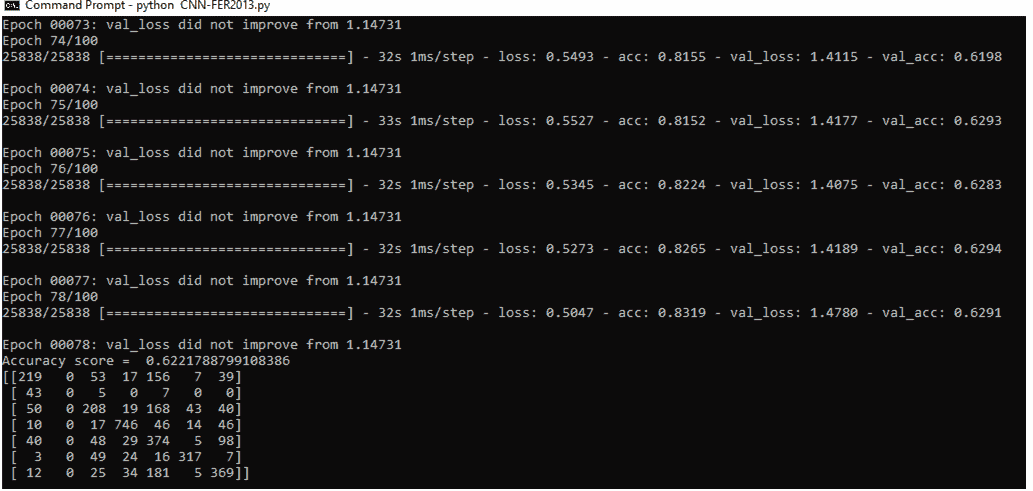 Command Prompt - python  CNN-FER2013.py
Epoch 00073: val_loss did not improve from 1.14731
Epoch 74/100
25838/25838 [==============================] - 32s 1ms/step - loss: 0.5493 - acc: 0.8155 - val_loss: 1.4115 - val_acc: 0.6198
Epoch 00074: val_loss did not improve from 1.14731
Epoch 75/100
25838/25838 [==============================] - 33s 1ms/step - loss: 0.5527 - acc: 0.8152 - val_loss: 1.4177 - val_acc: 0.6293
Epoch 00075: val_loss did not improve from 1.14731
Epoch 76/100
25838/25838 [==============================] - 32s 1ms/step - loss: 0.5345 - acc: 0.8224 - val_loss: 1.4075 - val_acc: 0.6283
Epoch 00076: val_loss did not improve from 1.14731
Epoch 77/100
25838/25838 [==============================] - 32s 1ms/step - loss: 0.5273 - acc: 0.8265 - val_loss: 1.4189 - val_acc: 0.6294
Epoch 00077: val_loss did not improve from 1.14731
Epoch 78/100
25838/25838 [==============================] - 32s 1ms/step - loss: 0.5047 - acc: 0.8319 - val_loss: 1.4780 - val_acc: 0.6291
Epoch 00078: val_loss did not improve from 1.14731
Accuracy score =  0.6221788799108386
[[219   0  53  17 156   7  39]
 [ 43   0   5   0   7   0   0]
 [ 50   0 208  19 168  43  40]
 [ 10   0  17 746  46  14  46]
 [ 40   0  48  29 374   5  98]
 [  3   0  49  24  16 317   7]
 [ 12   0  25  34 181   5 369]]